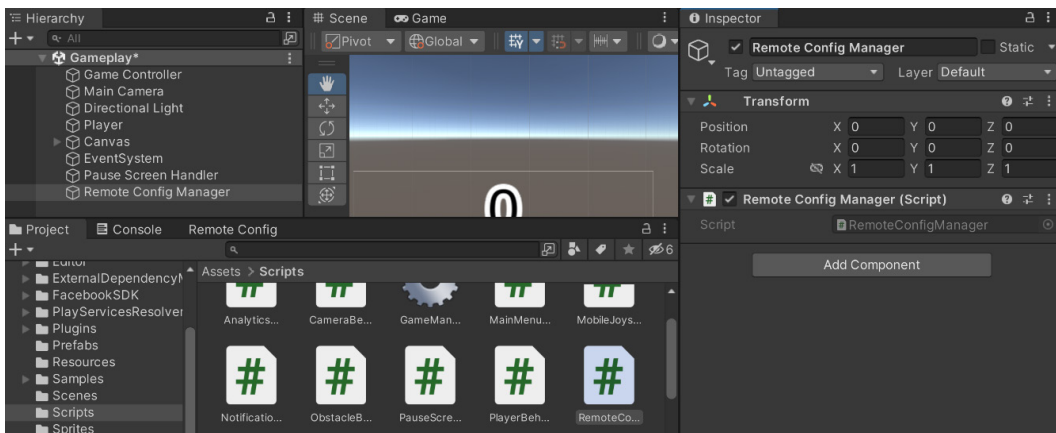 Hierarchy
All
Gameplay*
Game Controller
Main Camera
Directional Light
Player
Canvas
EventSystem
Pause Screen Handler
Remote Config Manager
# Scene
Game
Pivot
Global
0
Inspector
Remote Config Manager
Static
Tag Untagged
Layer Default
Transform
Position X 0 Y 0 Z 0
Rotation X 0 Y 0 Z 0
Scale X 1 Y 1 Z 1
# Remote Config Manager (Script)
Script # RemoteConfigManager
Add Component
Project
Console
Remote Config
6
Editor
ExternalDependencyM
FacebookSDK
PlayServicesResolver
Plugins
Prefabs
Resources
Samples
Scenes
Scripts
Sprites
Assets > Scripts
Analytics...
CameraBe...
GameMan...
MainMenu...
MobileJoys...
# # # # #
Notificatio...
ObstacleB...
PauseScre...
PlayerBeh...
RemoteCo...